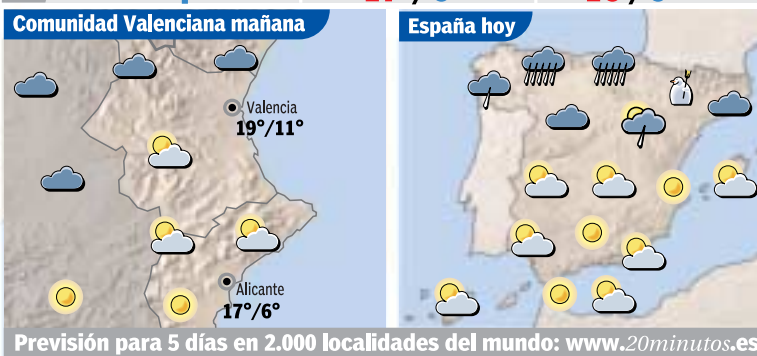 Comunidad Valenciana mañana
Valencia
19°/11°
Alicante
17°/6°
España hoy
Previsión para 5 días en 2.000 localidades del mundo: www.20minutos.es